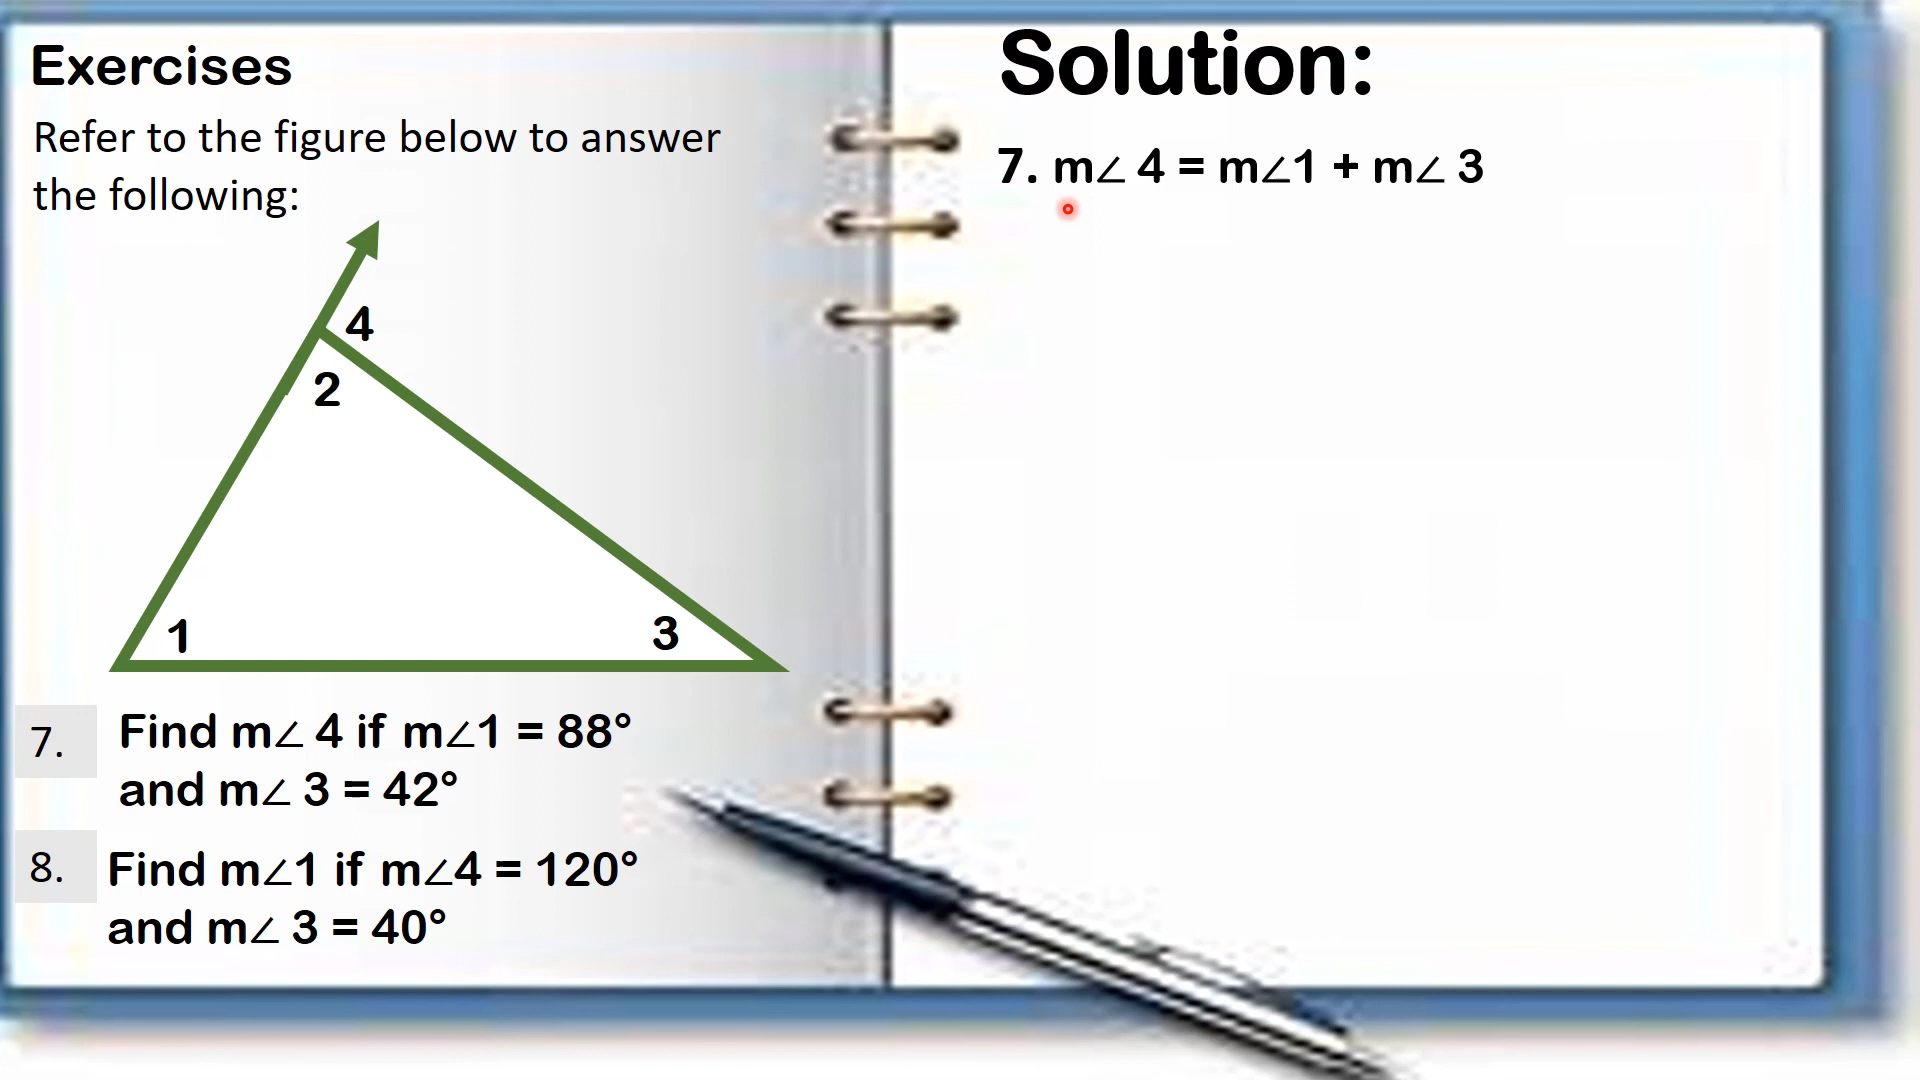 Exercises
Refer to the figure below to answer
the following:
4
2
1
3
7. Find m∠ 4 if m∠1 = 88°
and m∠ 3 = 42°
8. Find m∠1 if m∠4 = 120°
and m∠ 3 = 40°
Solution:
7. m∠ 4 = m∠1 + m∠ 3